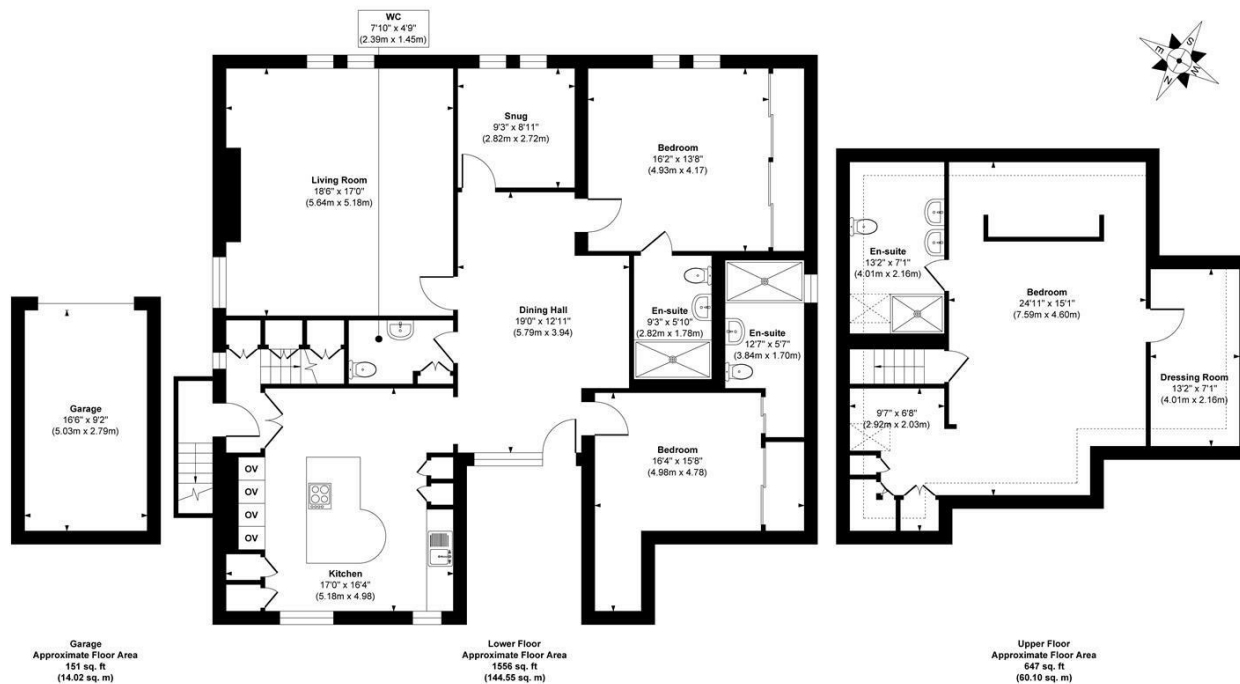 WC
7'10" x 4'9"
(2.39m x 1.45m)
S
E
W
N
Living Room
18'6" x 17'0"
(5.64m x 5.18m)
Snug
9'3" x 8'11"
(2.82m x 2.72m)
Bedroom
16'2" x 13'8"
(4.93m x 4.17)
Dining Hall
19'0" x 12'11"
(5.79m x 3.94)
En-suite
9'3" x 5'10"
(2.82m x 1.78m)
En-suite
12'7" x 5'7"
(3.84m x 1.70m)
En-suite
13'2" x 7'1"
(4.01m x 2.16m)
Bedroom
24'11" x 15'1"
(7.59m x 4.60m)
Dressing Room
13'2" x 7'1"
(4.01m x 2.16m)
9'7" x 6'8"
(2.92m x 2.03m)
Garage
16'6" x 9'2"
(5.03m x 2.79m)
Bedroom
16'4" x 15'8"
(4.98m x 4.78)
OV
OV
OV
OV
Kitchen
17'0" x 16'4"
(5.18m x 4.98)
Garage
Approximate Floor Area
151 sq. ft
(14.02 sq. m)
Lower Floor
Approximate Floor Area
1556 sq. ft
(144.55 sq. m)
Upper Floor
Approximate Floor Area
647 sq. ft
(60.10 sq. m)